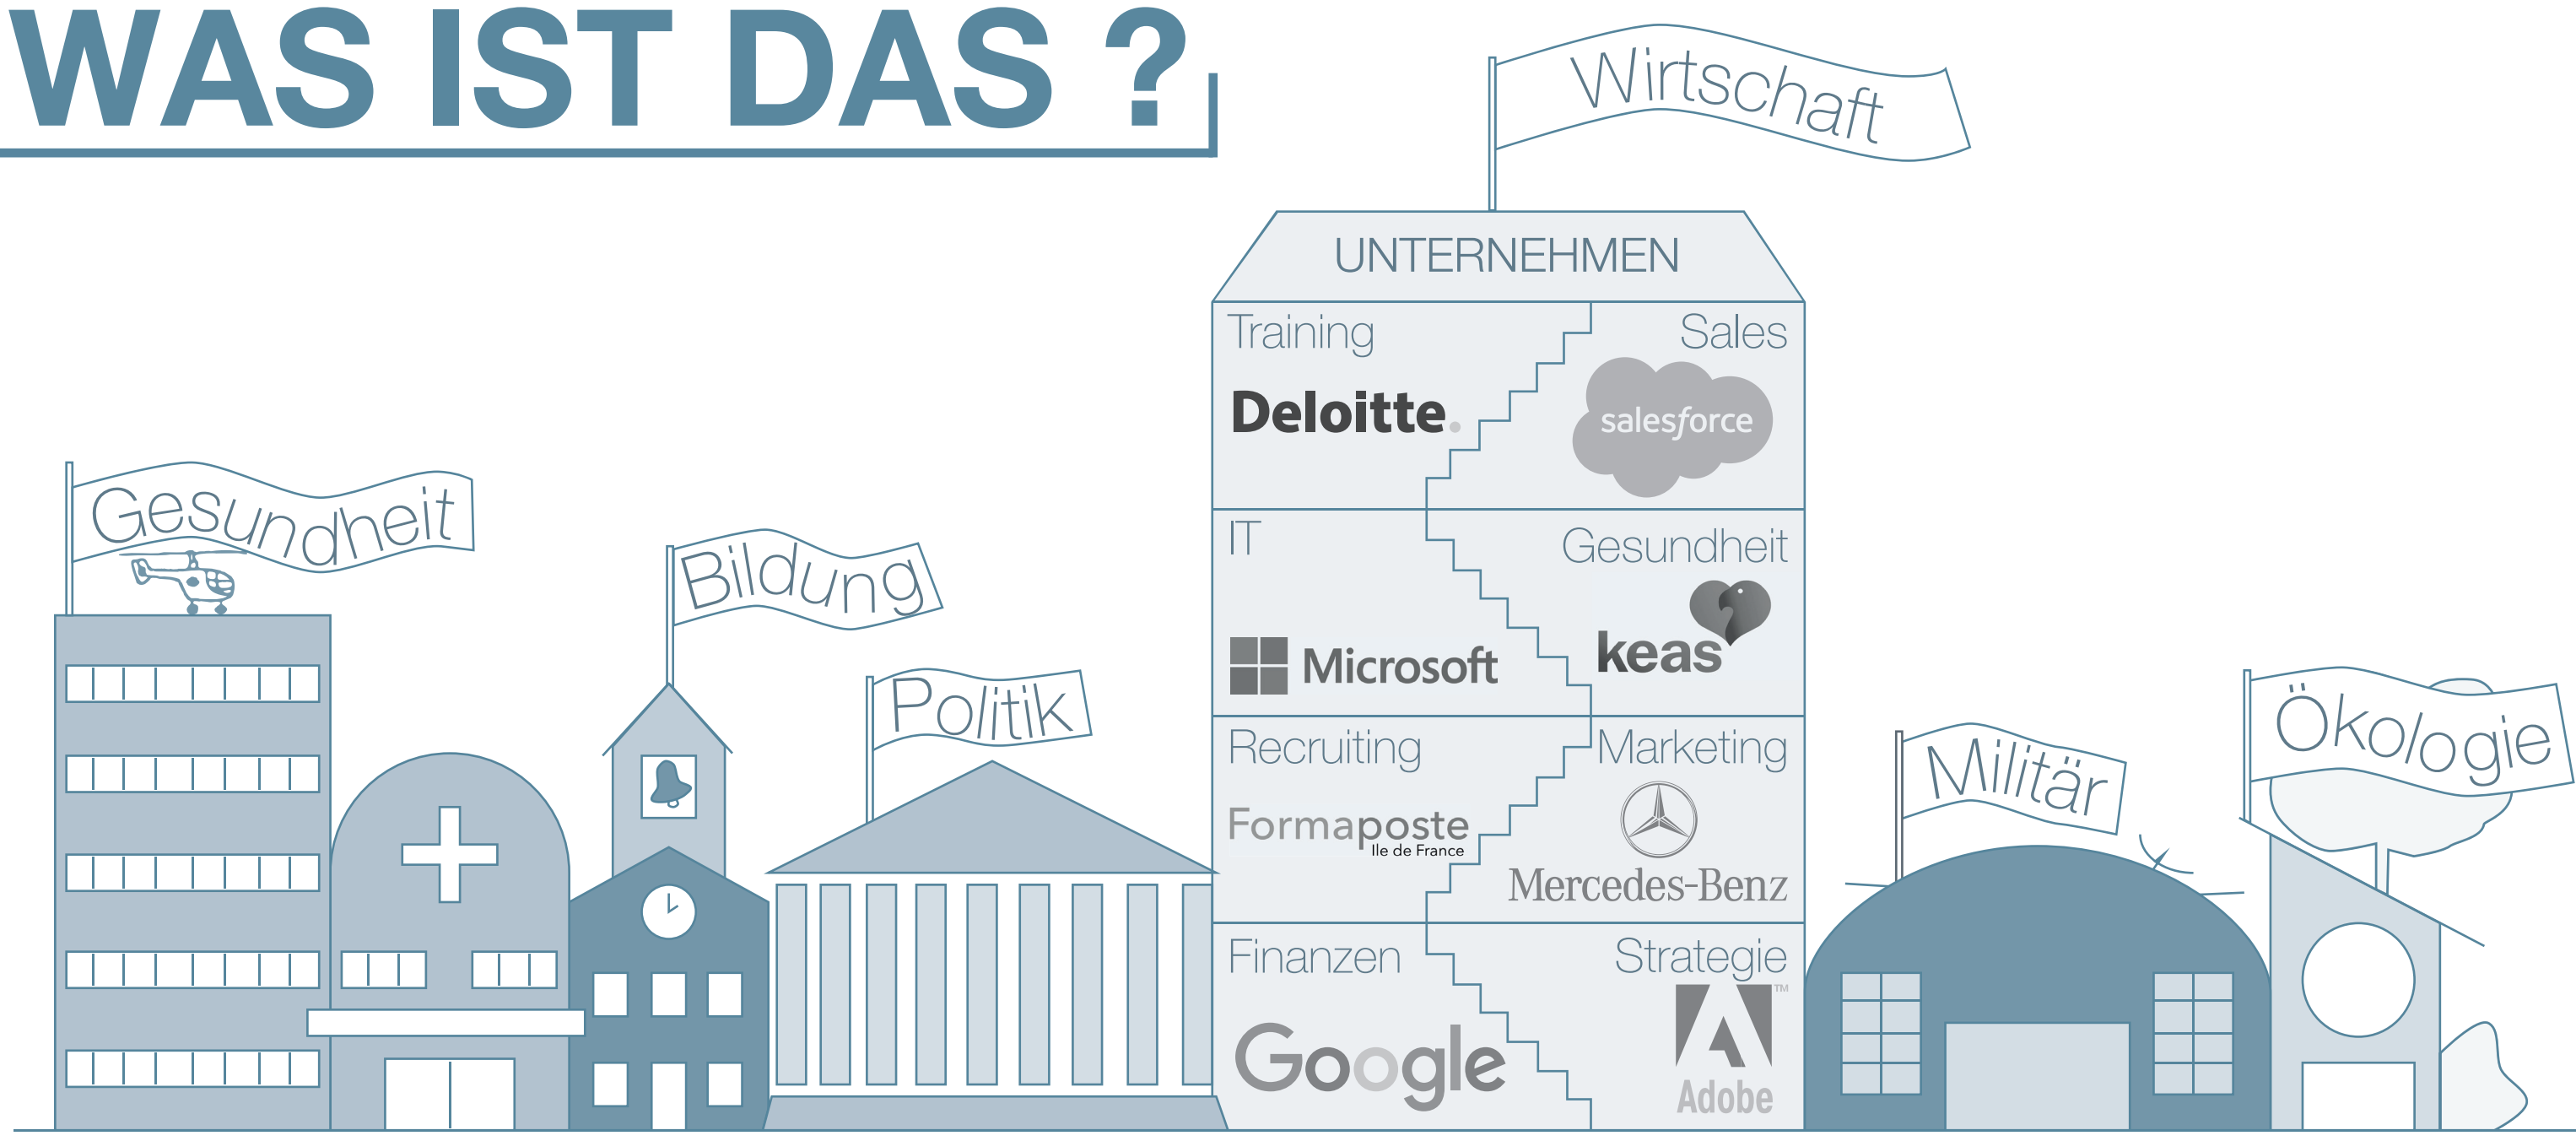 WAS IST DAS ?
Wirtschaft
UNTERNEHMEN
Training
Sales
Deloitte.
salesforce
Gesundheit
Bildung
Politik
IT
Gesundheit
Microsoft
keas
Recruiting
Marketing
Formaposte
Ile de France
Mercedes-Benz
Finanzen
Strategie
Google
TM
Adobe
Militär
Ökologie